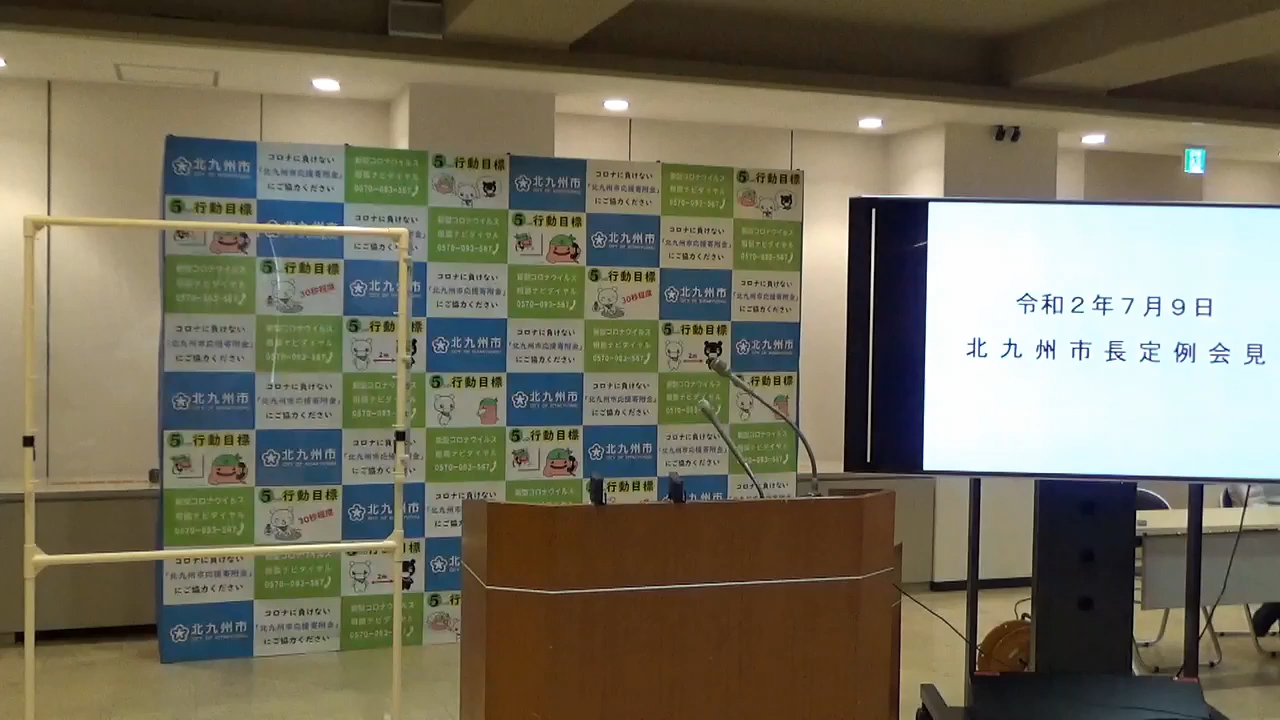 北九州市
CITY OF KITAKYUSHU
コロナに負けない
「北九州市応援寄附金」
にご協力ください
新型コロナウイルス
相談ナビダイヤル
0570-093-567
5つの行動目標
30秒程度
2m
令和2年7月9日
北九州市長定例会見